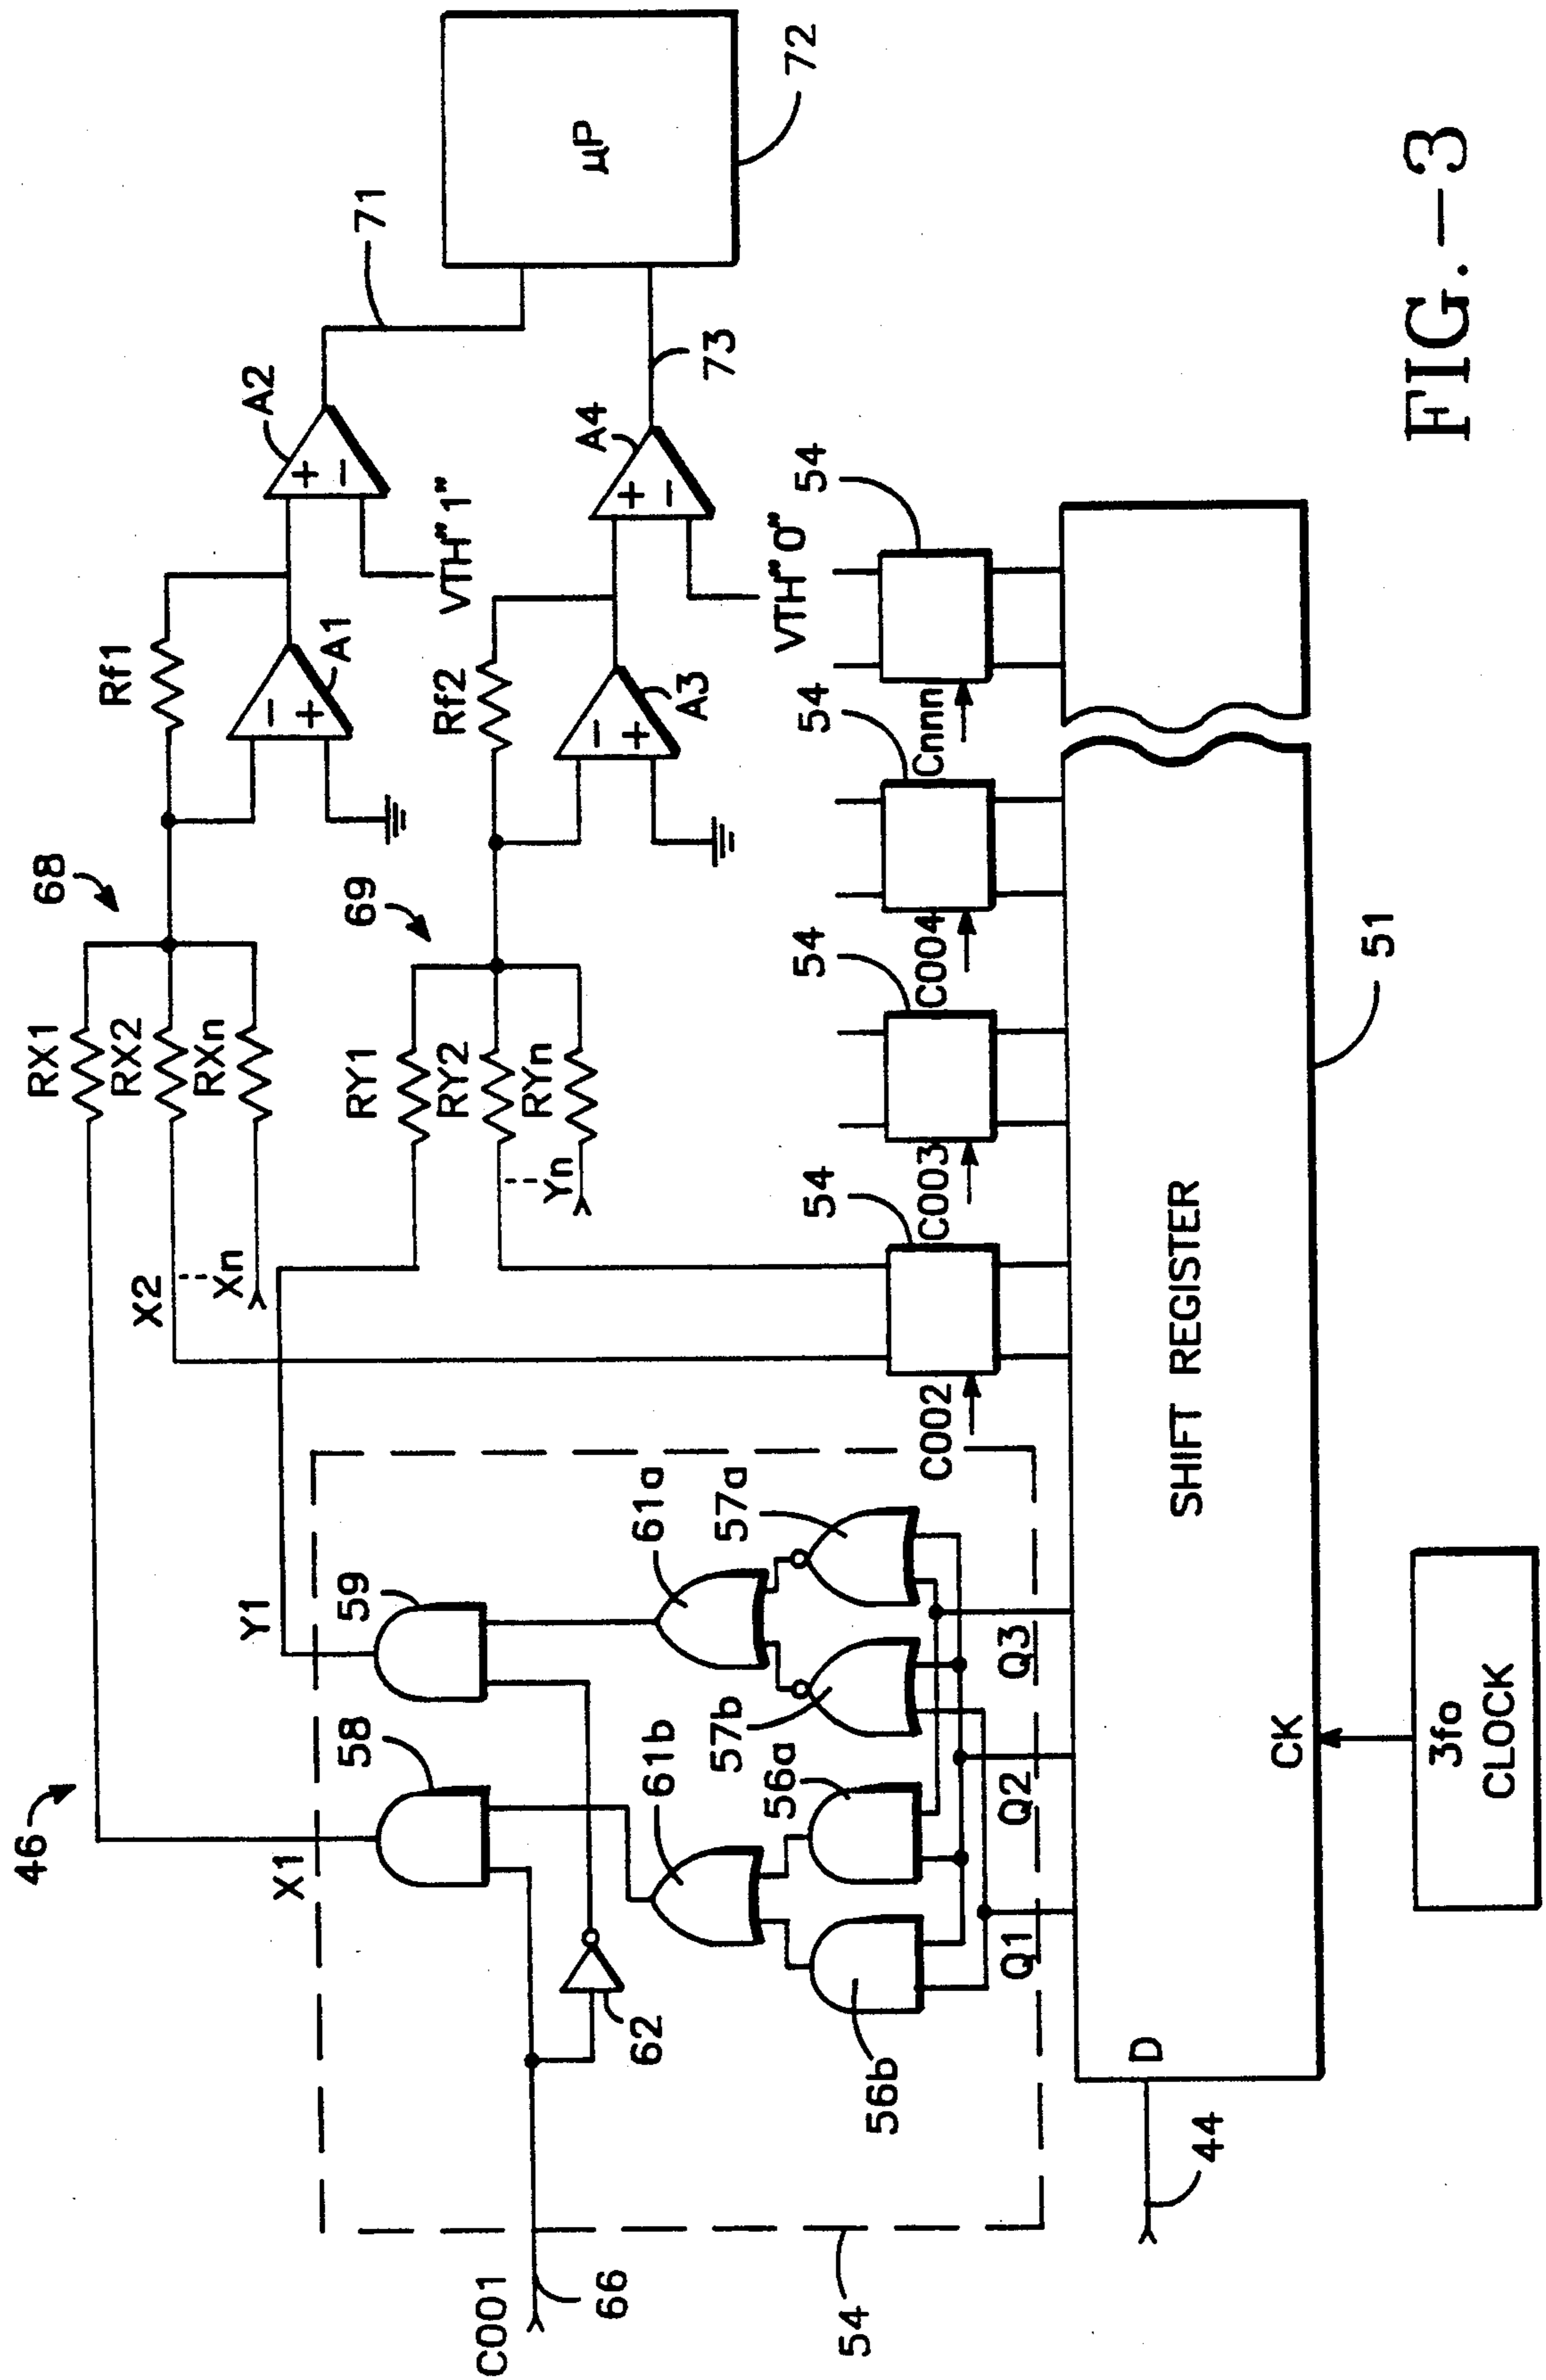 46
X1
Y1
58
59
C001
66
62
61b
61a
56b
56a
57b
57a
Q1
Q2
Q3
54
44
D
SHIFT REGISTER
CK
3fo
CLOCK
51
C002
54
C003
54
C004
54
Cnnn
54
X2
Xn
RX1
RX2
RXn
68
Rf1
A1
A2
VTH"1"
71
Yn
RY1
RY2
RYn
69
Rf2
A3
A4
VTH"0"
73
µP
72
FIG.-3